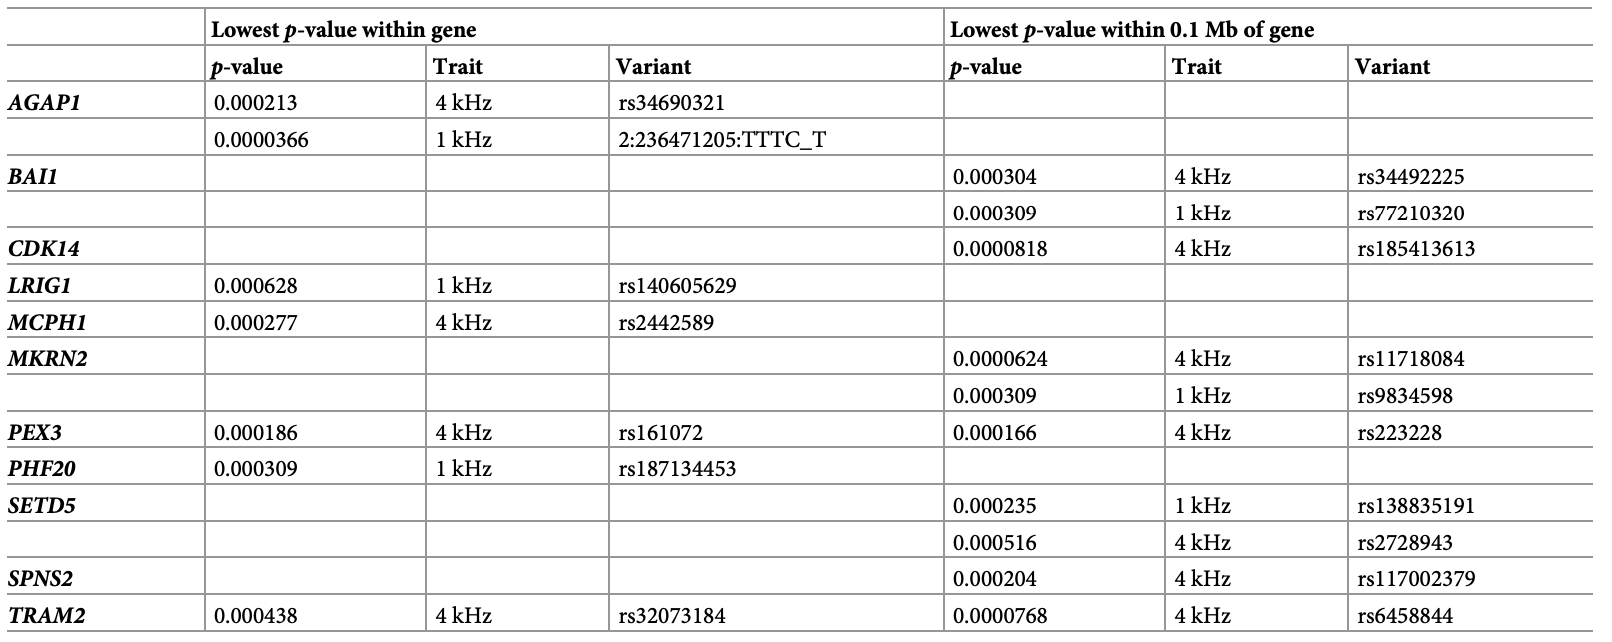 Lowest p-value within gene Lowest p-value within 0.1 Mb of gene
p-value Trait Variant p-value Trait Variant
AGAP1 0.000213 4 kHz rs34690321
0.0000366 1 kHz 2:236471205:TTTC_T
BAI1 0.000304 4 kHz rs34492225
0.000309 1 kHz rs77210320
CDK14 0.0000818 4 kHz rs185413613
LRIG1 0.000628 1 kHz rs140605629
MCPH1 0.000277 4 kHz rs2442589
MKRN2 0.0000624 4 kHz rs11718084
0.000309 1 kHz rs9834598
PEX3 0.000186 4 kHz rs161072 0.000166 4 kHz rs223228
PHF20 0.000309 1 kHz rs187134453
SETD5 0.000235 1 kHz rs138835191
0.000516 4 kHz rs2728943
SPNS2 0.000204 4 kHz rs117002379
TRAM2 0.000438 4 kHz rs32073184 0.0000768 4 kHz rs6458844